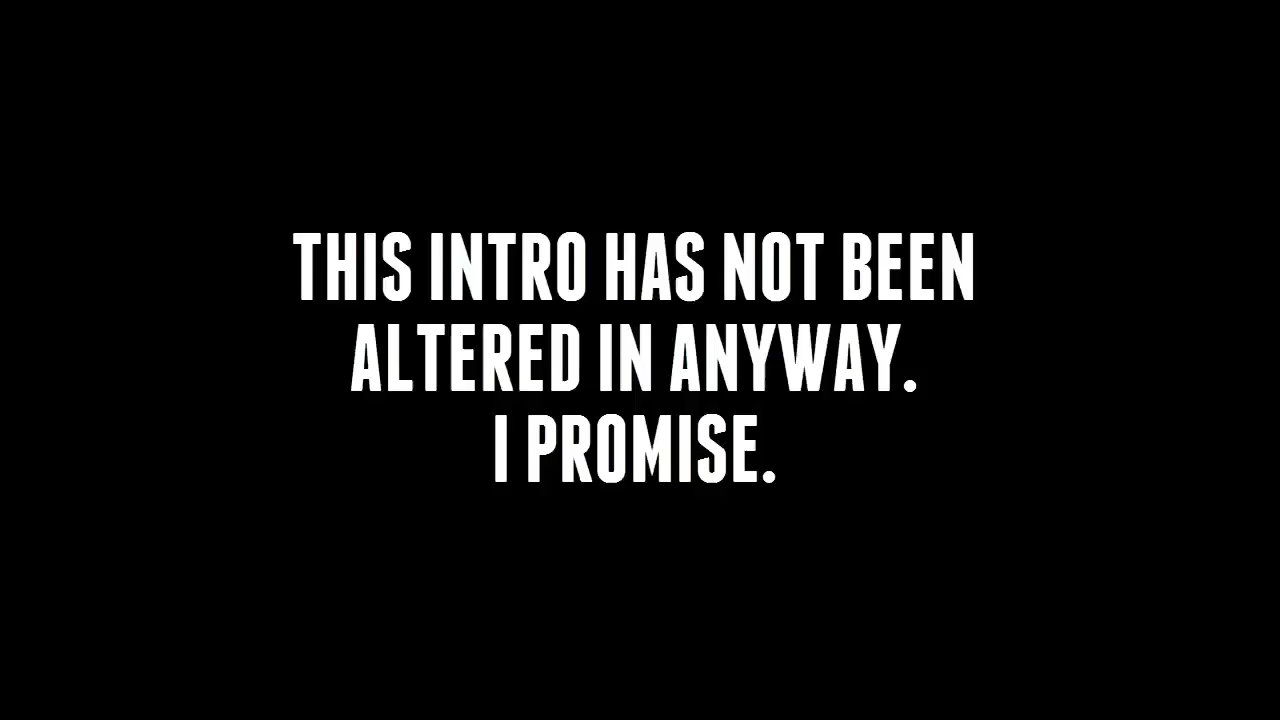 THIS INTRO HAS NOT BEEN
ALTERED IN ANYWAY.
I PROMISE.